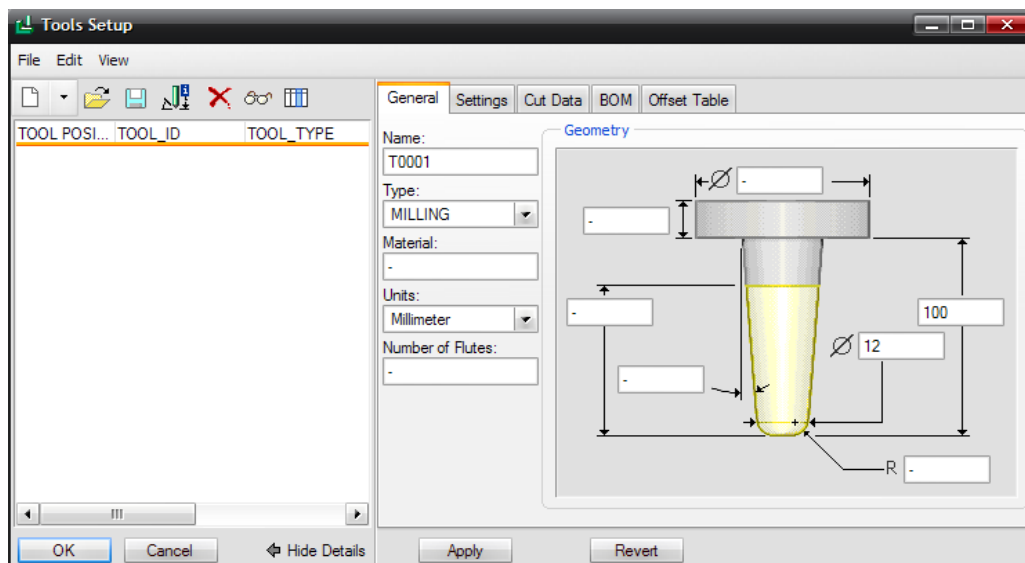 Tools Setup
File Edit View
TOOL POSI... TOOL_ID TOOL_TYPE
General Settings Cut Data BOM Offset Table
Name:
T0001
Type:
MILLING
Material:
-
Units:
Millimeter
Number of Flutes:
-
Geometry
Ø -
-
-
100
Ø 12
-
R -
OK Cancel Hide Details Apply Revert